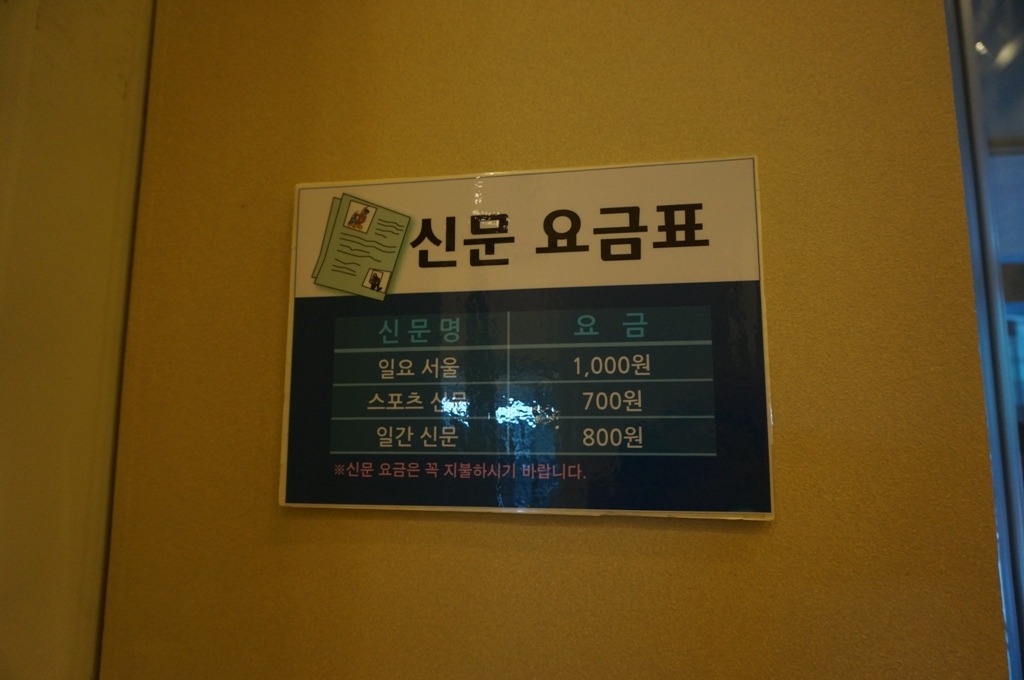 신문 요금표
신문명 요 금
일요 서울 1,000원
스포츠 신문 700원
일간 신문 800원
※신문 요금은 꼭 지불하시기 바랍니다.